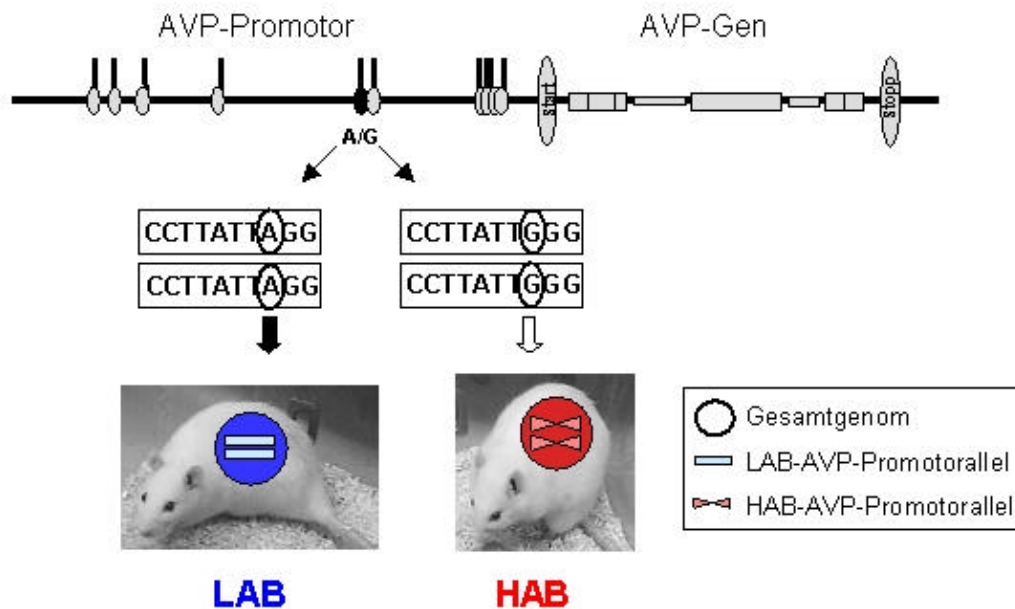 AVP-Promotor AVP-Gen
start stopp
A/G
CCTTATTAGG CCTTATTGGG
CCTTATTAGG CCTTATTGGG
Gesamtgenom
LAB-AVP-Promotorallel
HAB-AVP-Promotorallel
LAB HAB